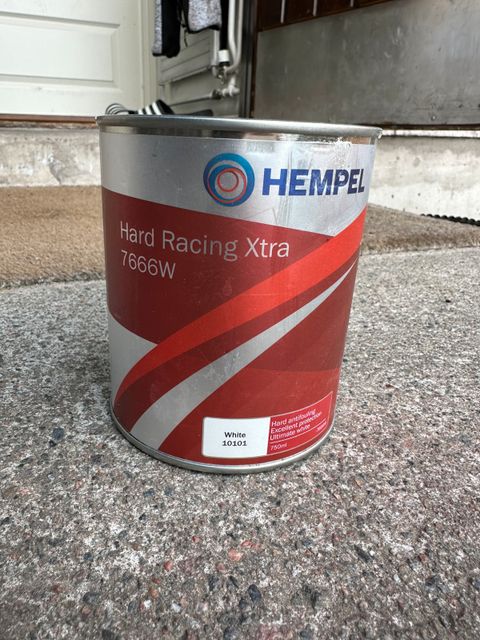 HEMPEL
Hard Racing Xtra
7666W
White
10101
Hard antifouling
Excellent protection
Ultimate white
750ml